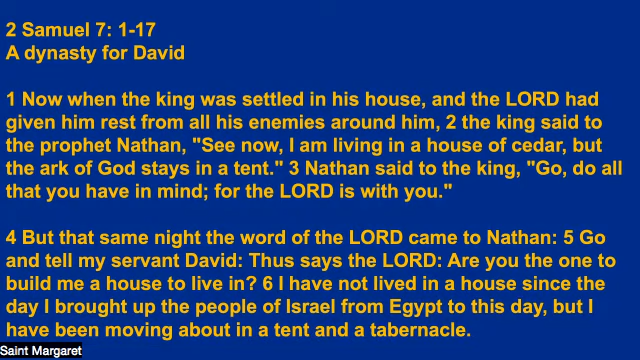 2 Samuel 7: 1-17
A dynasty for David
1 Now when the king was settled in his house, and the LORD had
given him rest from all his enemies around him, 2 the king said to
the prophet Nathan, "See now, I am living in a house of cedar, but
the ark of God stays in a tent." 3 Nathan said to the king, "Go, do all
that you have in mind; for the LORD is with you."
4 But that same night the word of the LORD came to Nathan: 5 Go
and tell my servant David: Thus says the LORD: Are you the one to
build me a house to live in? 6 I have not lived in a house since the
day I brought up the people of Israel from Egypt to this day, but I
have been moving about in a tent and a tabernacle.
Saint Margaret